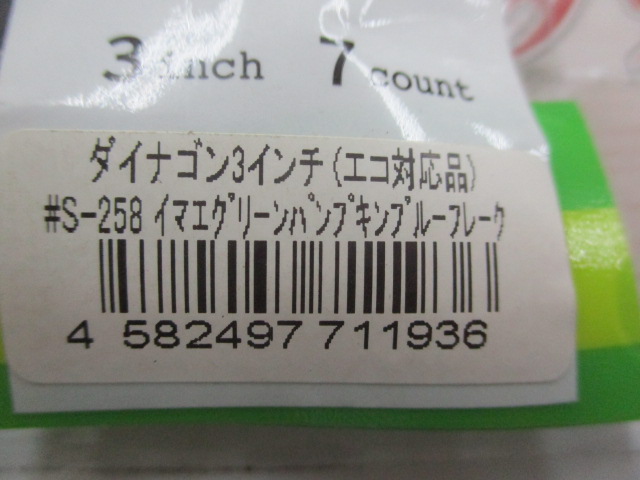 3 inch 7 count
ダイナゴン3インチ(エコ対応品)
#S-258 イマエグリーンパンプキンブルーフレーク
4 582497 711936